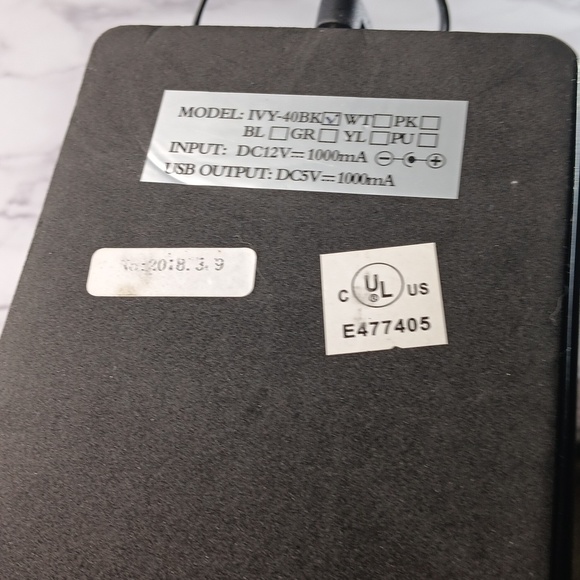 MODEL: IVY-40BK☑ WT☐ PK☐
BL☐ GR☐ YL☐ PU☐
INPUT: DC12V⎓1000mA ⊖-●-⊕
USB OUTPUT: DC5V⎓1000mA
2018.3.9
C UL ® US
E477405